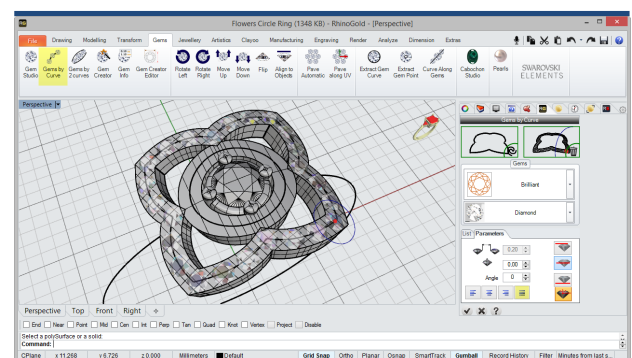 Flowers Circle Ring (1348 KB) - RhinoGold - [Perspective]
File Drawing Modelling Transform Gems Jewellery Artistics Clayoo Manufacturing Engraving Render Analyze Dimension Extras
Gem Studio Gems by Curve Gems by 2 curves Gem Creator Gem Info Gem Creator Editor Rotate Left Rotate Right Move Up Move Down Flip Align to Objects Pave Automatic Pave along UV Extract Gem Curve Extract Gem Point Curve Along Gems Cabochon Studio Pearls SWAROVSKI ELEMENTS
Perspective
Gems by Curve
Gems
Brilliant
Diamond
List Parameters
0,20
0,00
Angle 0
Perspective Top Front Right
End Near Point Mid Cen Int Perp Tan Quad Knot Vertex Project Disable
Select a polySurface or a solid:
Command:
CPlane x 11.268 y 6.726 z 0.000 Millimeters Default Grid Snap Ortho Planar Osnap SmartTrack Gumball Record History Filter Minutes from last s...